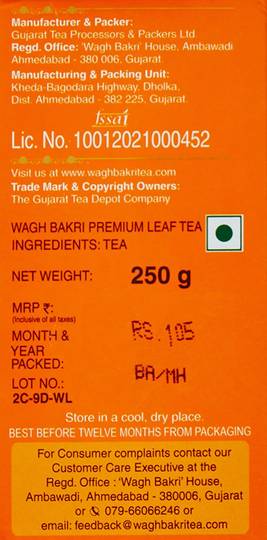 Manufacturer & Packer:
Gujarat Tea Processors & Packers Ltd.
Regd. Office: 'Wagh Bakri' House, Ambawadi
Ahmedabad - 380 006, Gujarat.
Manufacturing & Packing Unit:
Kheda-Bagodara Highway, Dholka,
Dist. Ahmedabad - 382 225, Gujarat.
fssai
Lic. No. 10012021000452
Visit us at www.waghbakritea.com
Trade Mark & Copyright Owners:
The Gujarat Tea Depot Company
WAGH BAKRI PREMIUM LEAF TEA
INGREDIENTS: TEA
NET WEIGHT: 250 g
MRP ₹: RS. 105
(Inclusive of all taxes)
MONTH &
YEAR
PACKED: BA/MH
LOT NO.:
2C-9D-WL
Store in a cool, dry place.
BEST BEFORE TWELVE MONTHS FROM PACKAGING
For Consumer complaints contact our
Customer Care Executive at the
Regd. Office : 'Wagh Bakri' House,
Ambawadi, Ahmedabad - 380006, Gujarat
or 079-66066246 or
email: feedback@waghbakritea.com